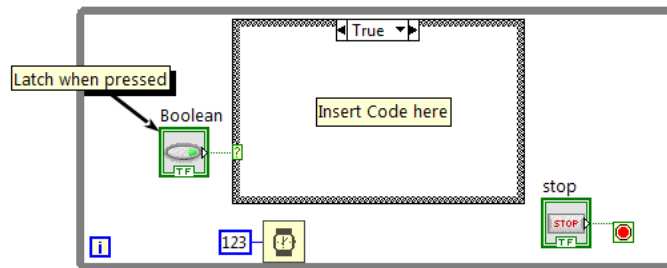 True
Latch when pressed
Boolean
Insert Code here
?
TF
stop
STOP
TF
i
123